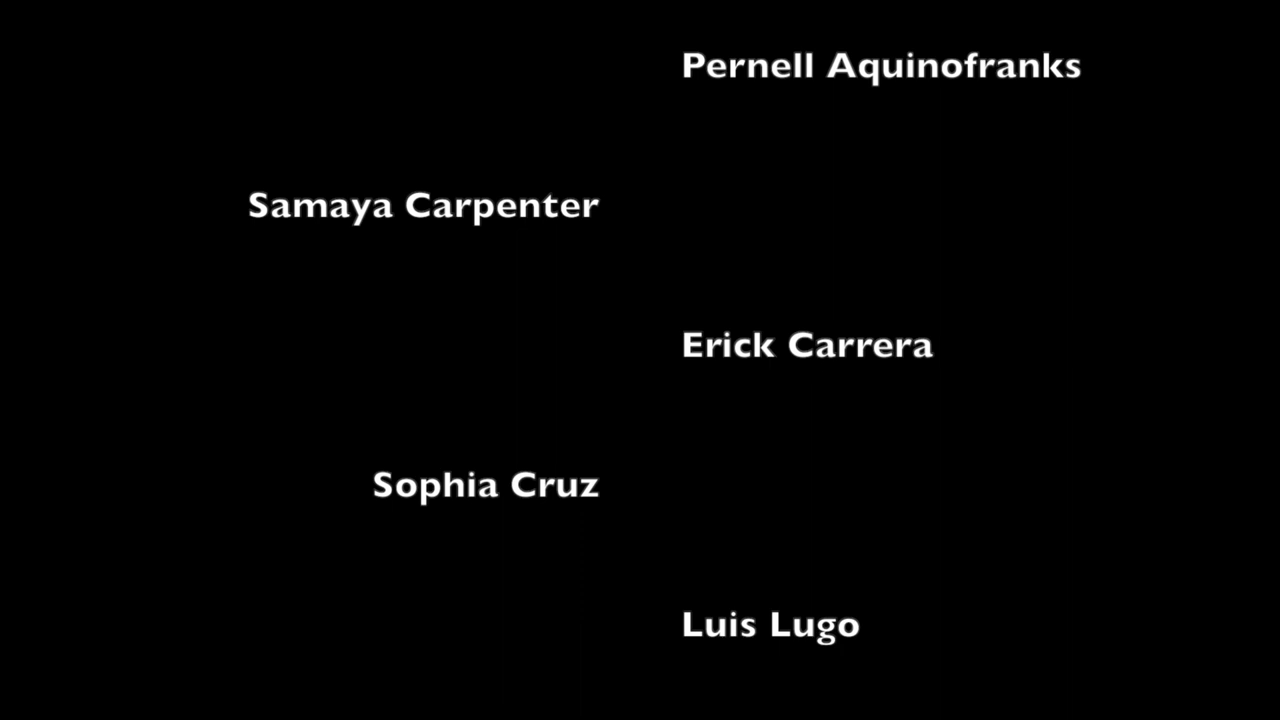 Pernell Aquinofranks
Samaya Carpenter
Erick Carrera
Sophia Cruz
Luis Lugo